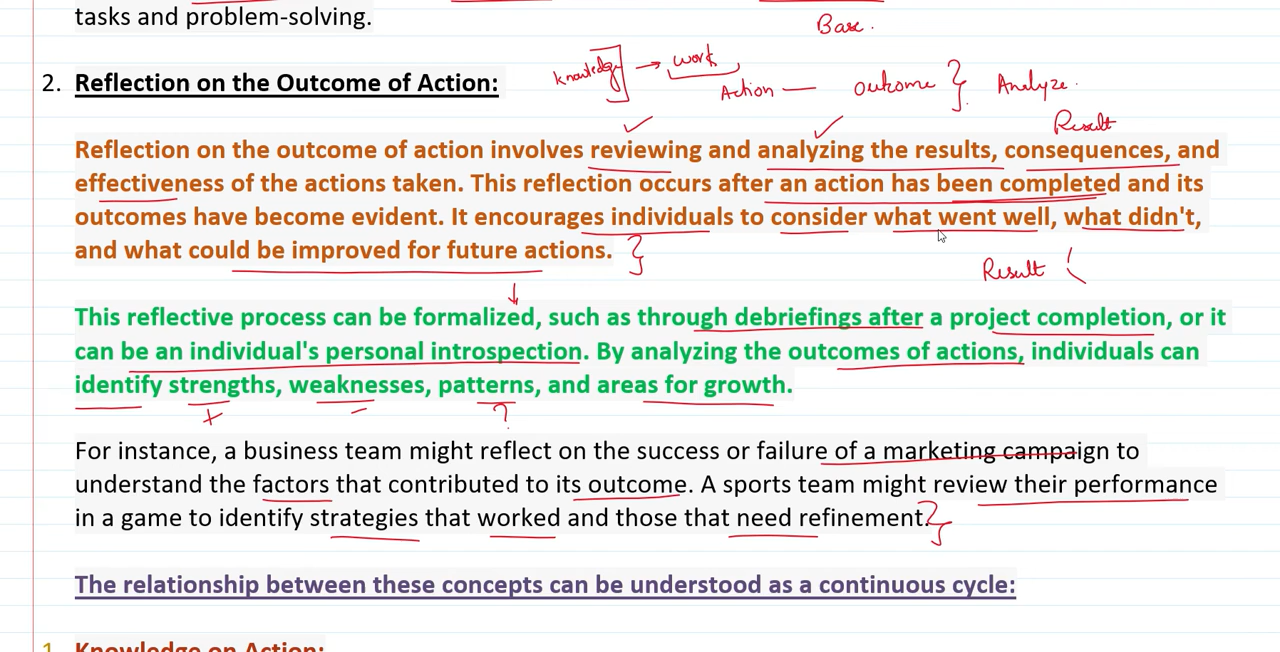 tasks and problem-solving.
Base.
knowledge → work
Action — outcome } Analyze.
2. Reflection on the Outcome of Action:
Result
Reflection on the outcome of action involves reviewing and analyzing the results, consequences, and
effectiveness of the actions taken. This reflection occurs after an action has been completed and its
outcomes have become evident. It encourages individuals to consider what went well, what didn't,
and what could be improved for future actions. }
Result (
This reflective process can be formalized, such as through debriefings after a project completion, or it
can be an individual's personal introspection. By analyzing the outcomes of actions, individuals can
identify strengths, weaknesses, patterns, and areas for growth.
+ – ?
For instance, a business team might reflect on the success or failure of a marketing campaign to
understand the factors that contributed to its outcome. A sports team might review their performance
in a game to identify strategies that worked and those that need refinement. }
The relationship between these concepts can be understood as a continuous cycle:
1. Knowledge on Action: